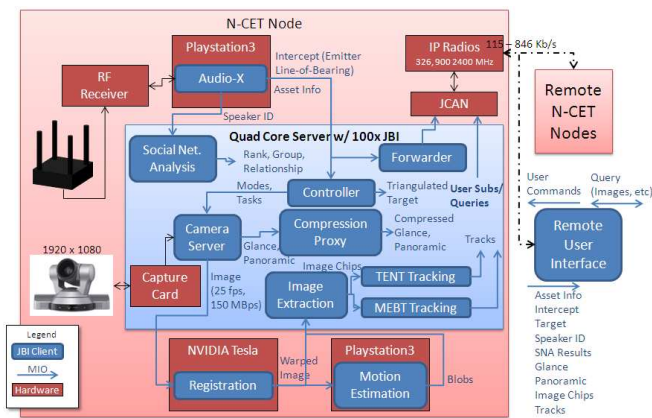 N-CET Node
Playstation3
Audio-X
RF
Receiver
Intercept (Emitter
Line-of-Bearing)
Asset Info
Speaker ID
IP Radios
326,900 2400 MHz
115 – 846 Kb/s
JCAN
Remote
N-CET
Nodes
Quad Core Server w/ 100x JBI
Social Net.
Analysis
Rank, Group,
Relationship
Forwarder
Modes,
Tasks
Controller
Triangulated
Target
User Subs/
Queries
User
Commands
Query
(Images, etc)
Camera
Server
Compression
Proxy
Compressed
Glance,
Panoramic
Glance,
Panoramic
Tracks
Remote
User
Interface
1920 x 1080
Capture
Card
Image
(25 fps,
150 MBps)
Image Chips
Image
Extraction
TENT Tracking
MEBT Tracking
Asset Info
Intercept
Target
Speaker ID
SNA Results
Glance
Panoramic
Image Chips
Tracks
Legend
JBI Client
MIO
Hardware
NVIDIA Tesla
Registration
Warped
Image
Playstation3
Motion
Estimation
Blobs